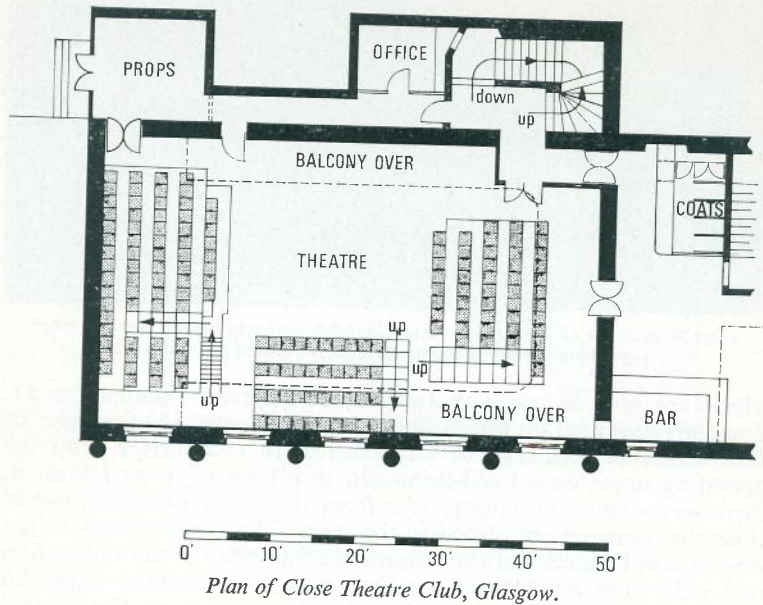 OFFICE
PROPS
down
up
BALCONY OVER
COATS
THEATRE
up
up
up
BALCONY OVER
BAR
0' 10' 20' 30' 40' 50'
Plan of Close Theatre Club, Glasgow.